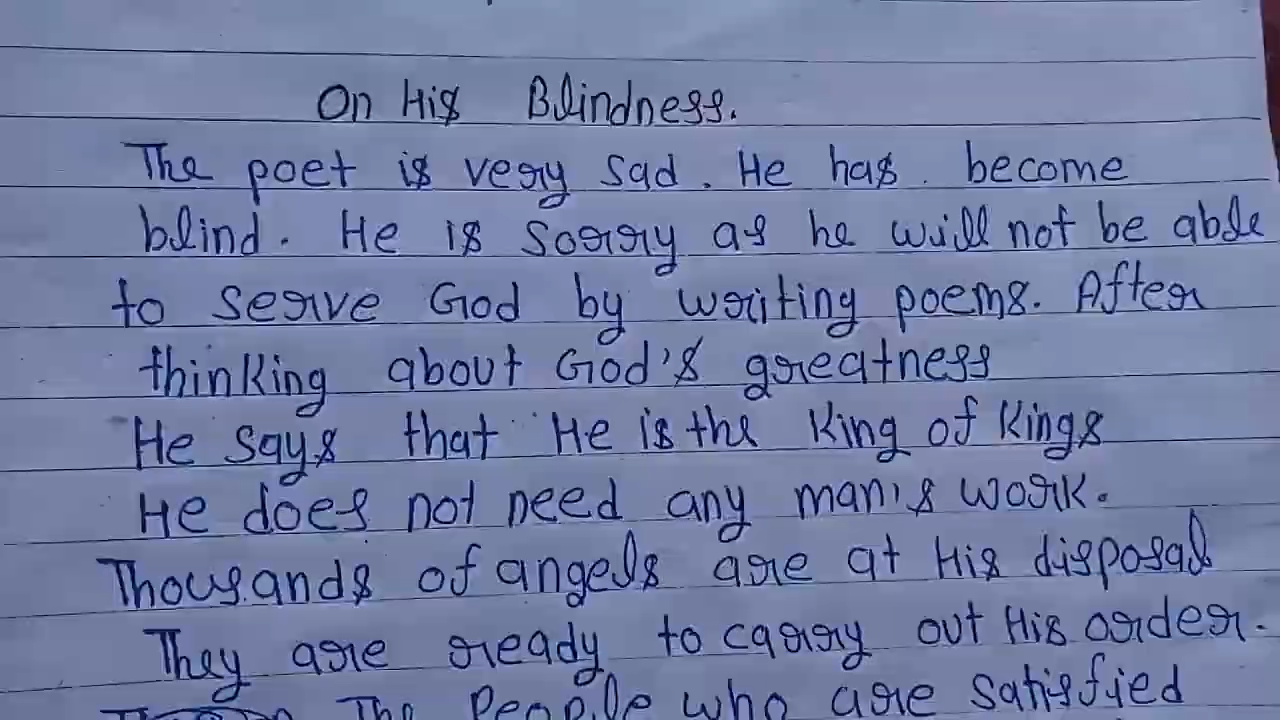 On His Blindness.
The poet is very sad. He has become
blind. He is sorry as he will not be able
to serve God by writing poems. After
thinking about God's greatness
He says that He is the King of Kings
He does not need any man's work.
Thousands of angels are at His disposal
They are ready to carry out His order.
The People who are satisfied